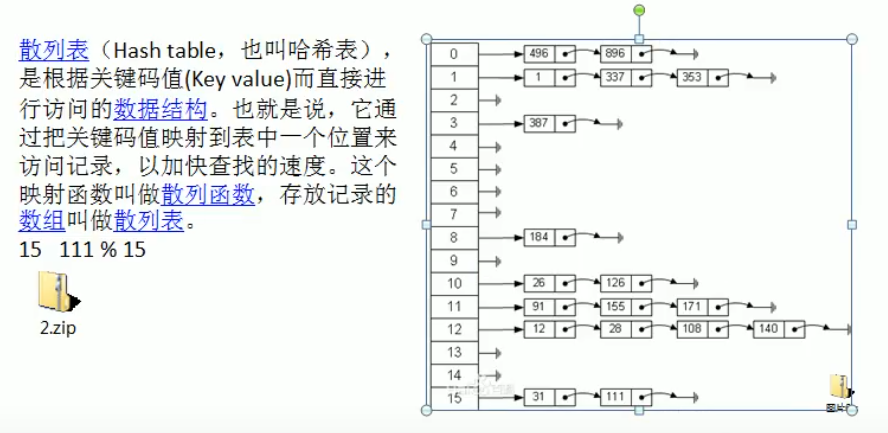 散列表（Hash table，也叫哈希表），
是根据关键码值(Key value)而直接进
行访问的数据结构。也就是说，它通
过把关键码值映射到表中一个位置来
访问记录，以加快查找的速度。这个
映射函数叫做散列函数，存放记录的
数组叫做散列表。
15 111 % 15
2.zip
0 496 896
1 1 337 353
2
3 387
4
5
6
7
8 184
9
10 26 126
11 91 155 171
12 12 28 108 140
13
14
15 31 111